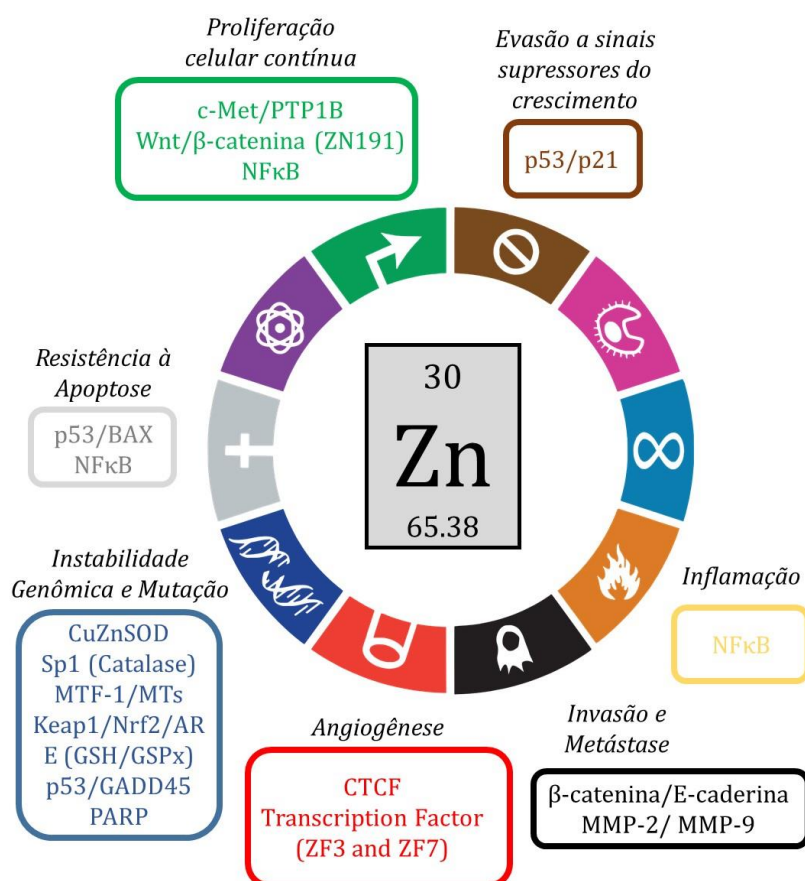 Proliferação
celular contínua
c-Met/PTP1B
Wnt/β-catenina (ZN191)
NFκB
Evasão a sinais
supressores do
crescimento
p53/p21
30
Zn
65.38
Resistência à
Apoptose
p53/BAX
NFκB
Instabilidade
Genômica e Mutação
CuZnSOD
Sp1 (Catalase)
MTF-1/MTs
Keap1/Nrf2/AR
E (GSH/GSPx)
p53/GADD45
PARP
Angiogênese
CTCF
Transcription Factor
(ZF3 and ZF7)
Inflamação
NFκB
Invasão e
Metástase
β-catenina/E-caderina
MMP-2/ MMP-9